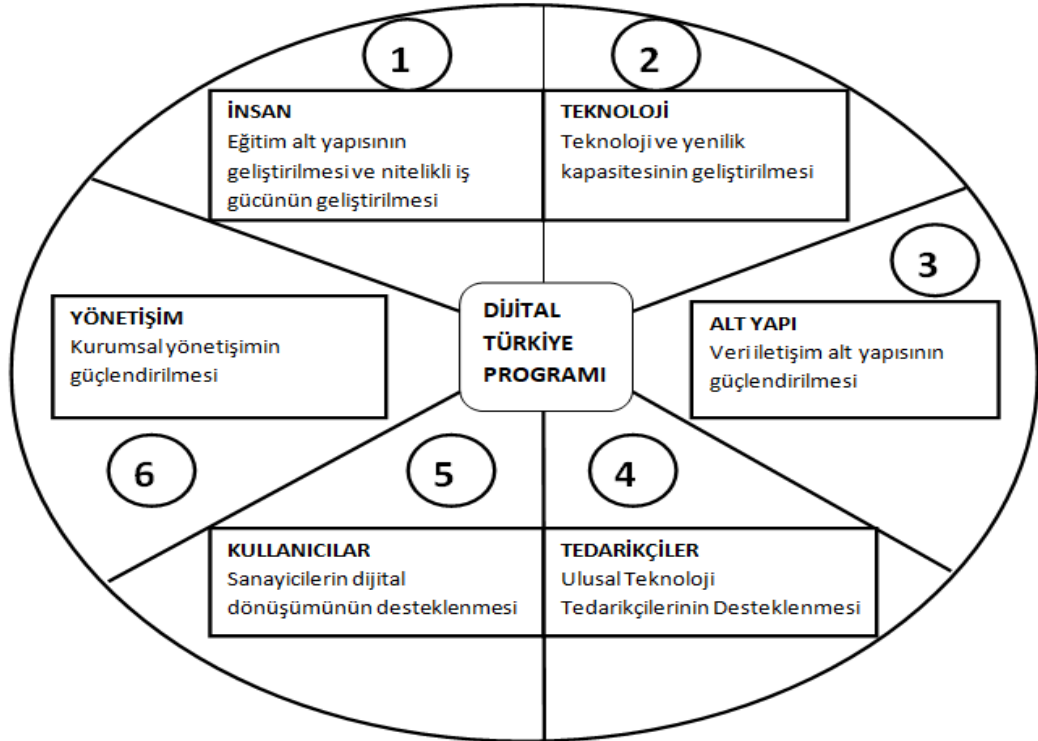 1
İNSAN
Eğitim alt yapısının
geliştirilmesi ve nitelikli iş
gücünün geliştirilmesi
2
TEKNOLOJİ
Teknoloji ve yenilik
kapasitesinin geliştirilmesi
3
ALT YAPI
Veri iletişim alt yapısının
güçlendirilmesi
DİJİTAL
TÜRKİYE
PROGRAMI
4
TEDARİKÇİLER
Ulusal Teknoloji
Tedarikçilerinin Desteklenmesi
5
KULLANICILAR
Sanayicilerin dijital
dönüşümünün desteklenmesi
6
YÖNETİŞİM
Kurumsal yönetişimin
güçlendirilmesi